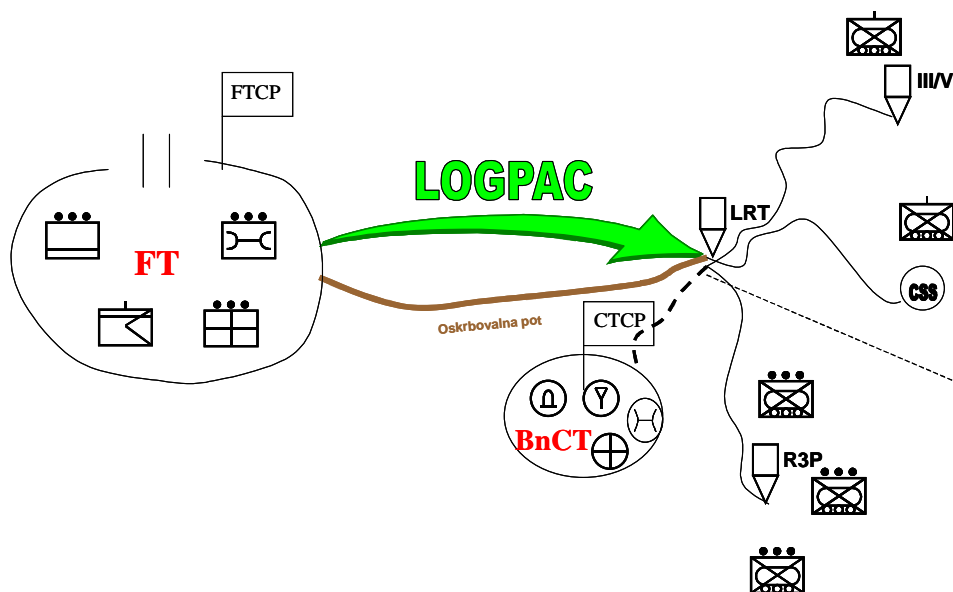 FTCP
LOGPAC
FT
III/V
LRT
CSS
Oskrbovalna pot
CTCP
BnCT
R3P